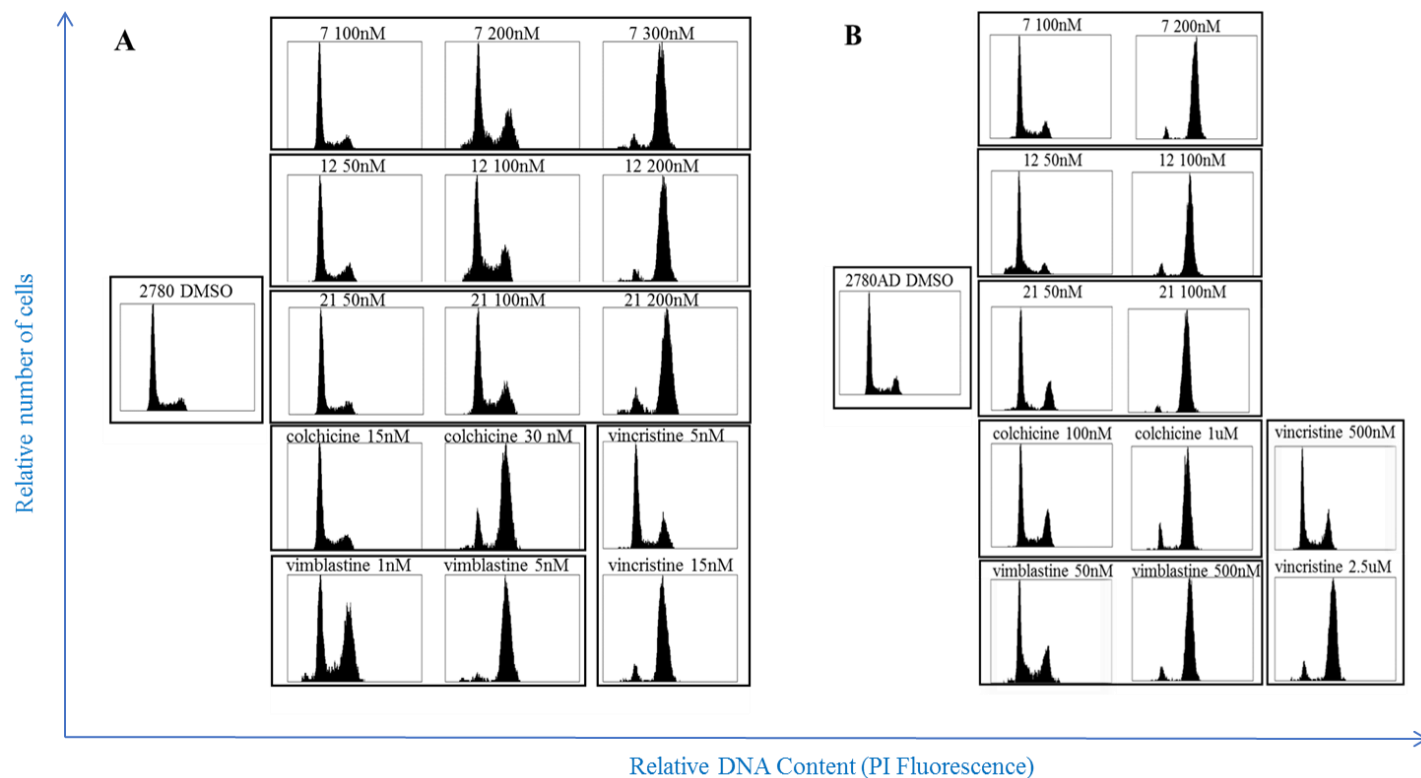 A
7 100nM
7 200nM
7 300nM
12 50nM
12 100nM
12 200nM
2780 DMSO
21 50nM
21 100nM
21 200nM
colchicine 15nM
colchicine 30 nM
vincristine 5nM
vimblastine 1nM
vimblastine 5nM
vincristine 15nM
B
7 100nM
7 200nM
12 50nM
12 100nM
2780AD DMSO
21 50nM
21 100nM
colchicine 100nM
colchicine 1uM
vincristine 500nM
vimblastine 50nM
vimblastine 500nM
vincristine 2.5uM
Relative number of cells
Relative DNA Content (PI Fluorescence)